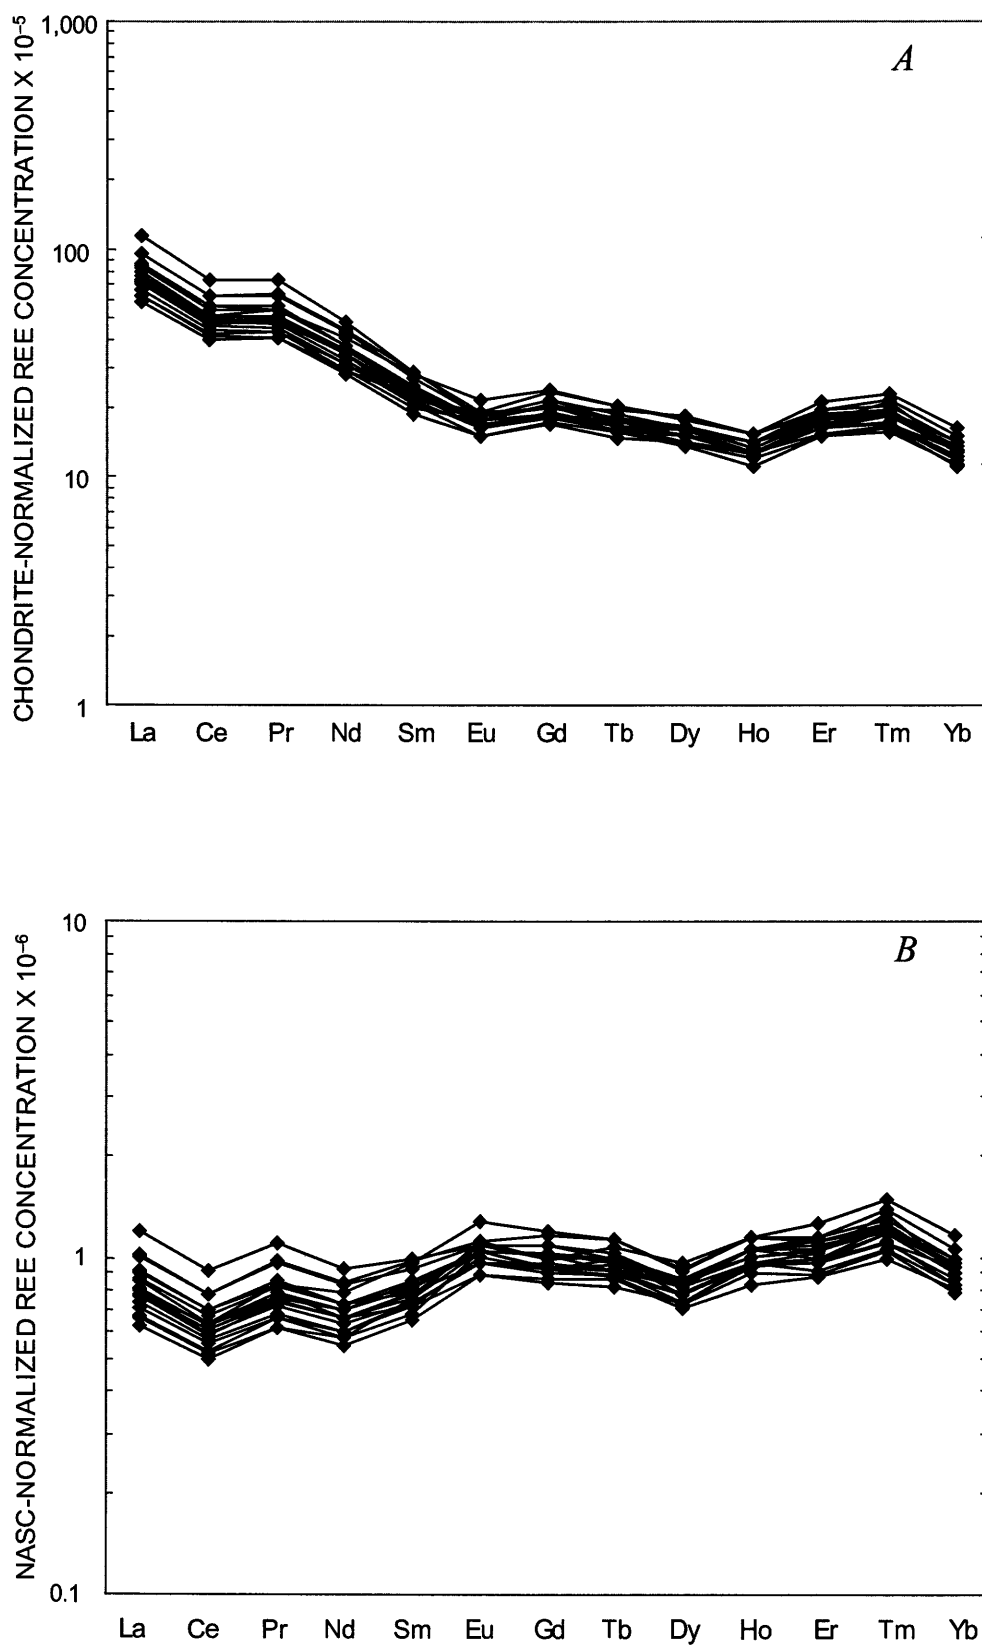 CHONDRITE-NORMALIZED REE CONCENTRATION X 10⁻⁵
1,000
100
10
1
A
La Ce Pr Nd Sm Eu Gd Tb Dy Ho Er Tm Yb
NASC-NORMALIZED REE CONCENTRATION X 10⁻⁶
10
1
0.1
B
La Ce Pr Nd Sm Eu Gd Tb Dy Ho Er Tm Yb